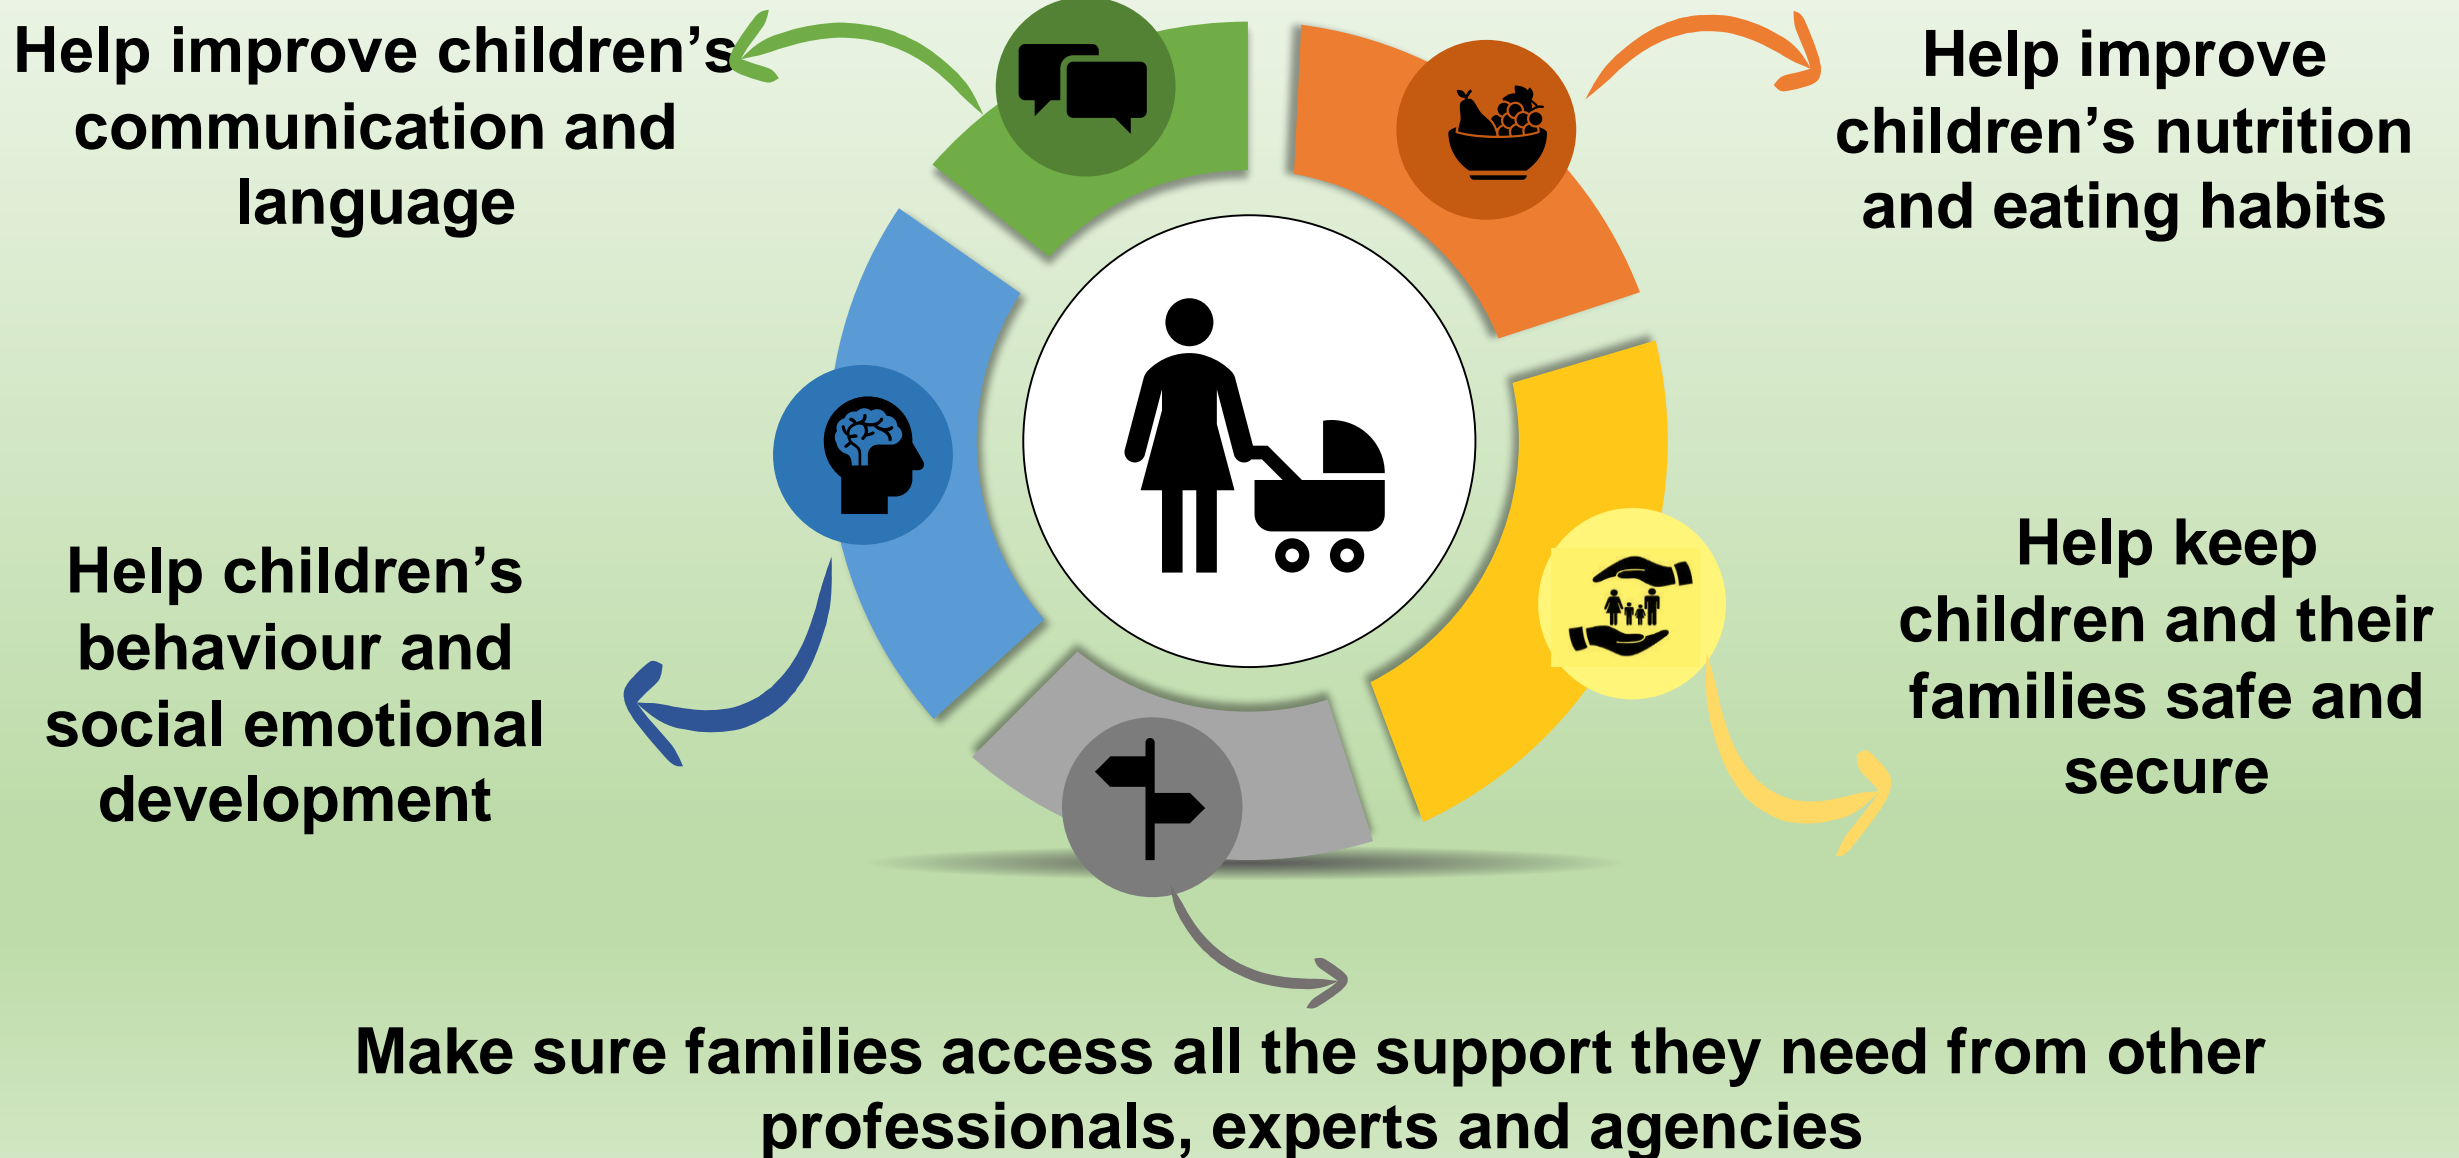 Help improve children’s
communication and
language
Help improve
children’s nutrition
and eating habits
Help children’s
behaviour and
social emotional
development
Help keep
children and their
families safe and
secure
Make sure families access all the support they need from other
professionals, experts and agencies